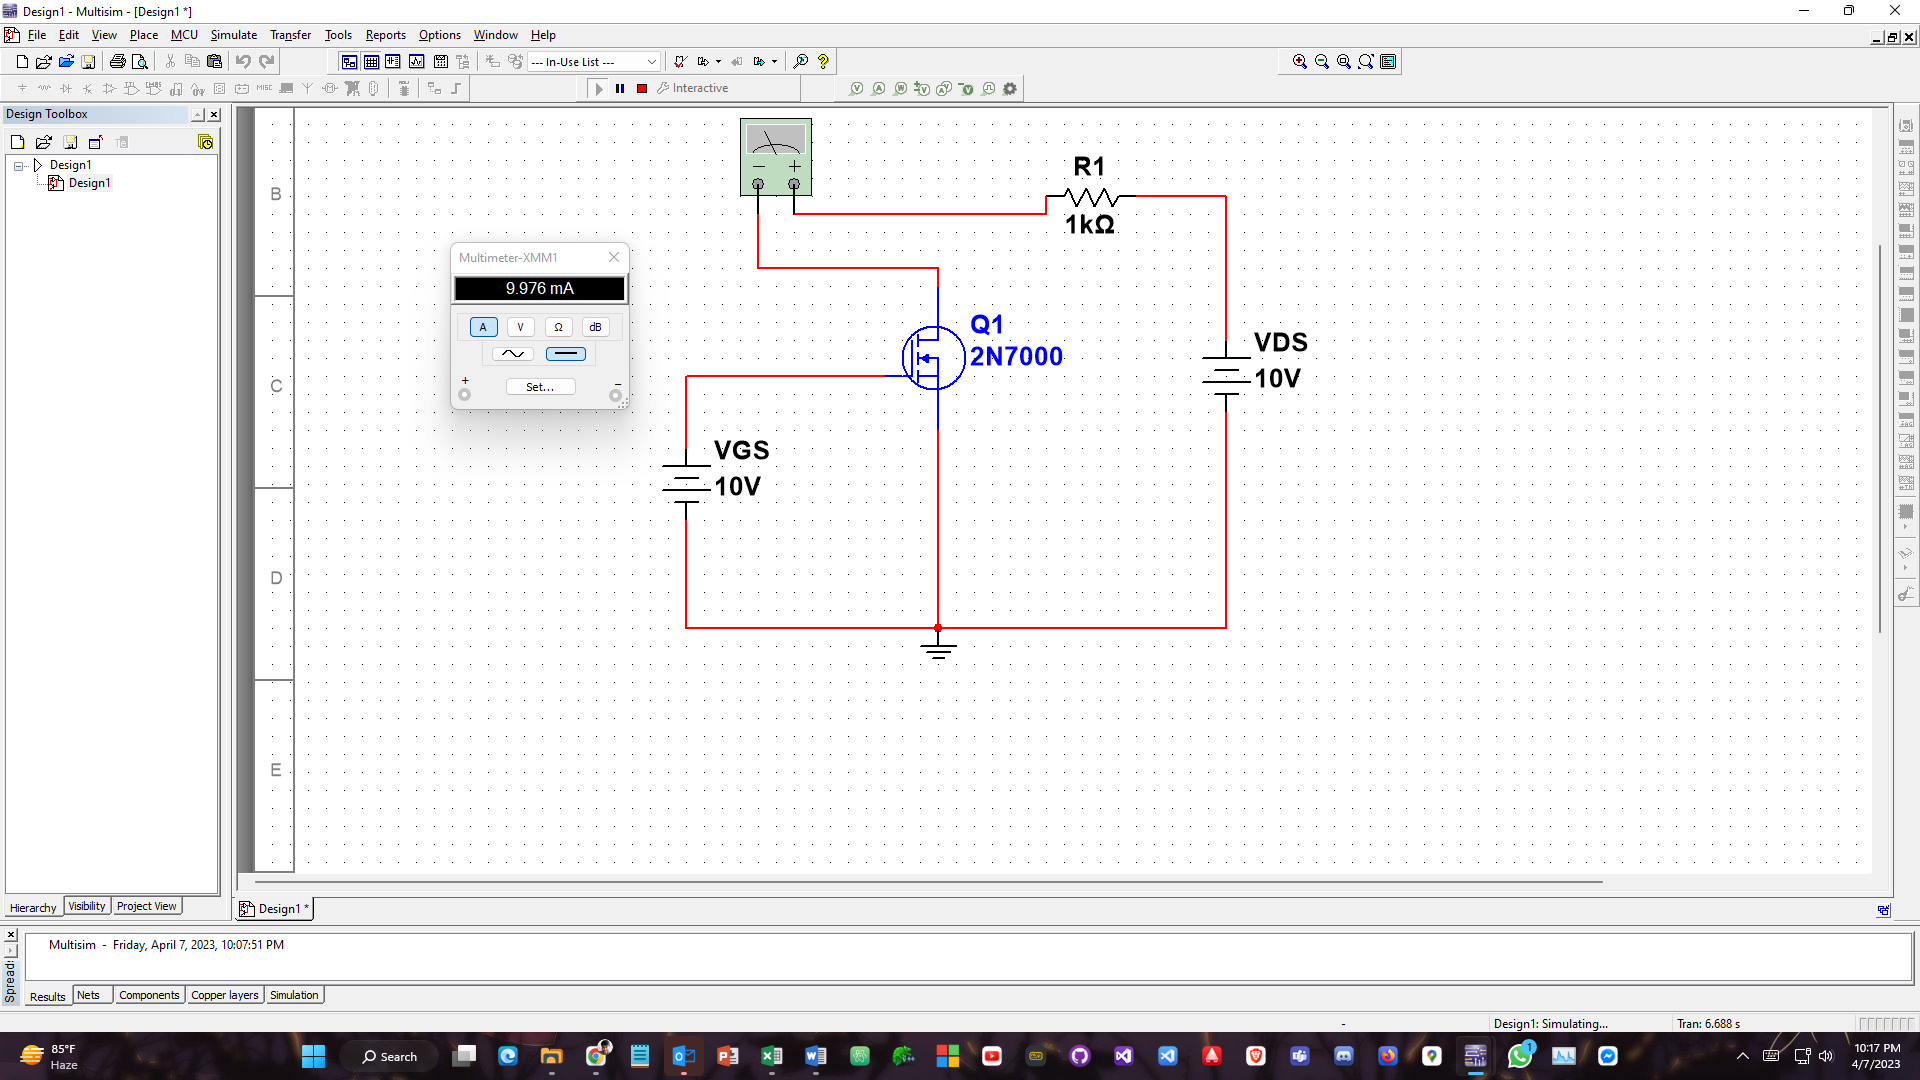 Design1 - Multisim - [Design1 *]
File Edit View Place MCU Simulate Transfer Tools Reports Options Window Help
--- In-Use List ---
MISC
Interactive
Design Toolbox
Design1
Design1
B
C
D
E
R1
1kΩ
Multimeter-XMM1
9.976 mA
A V Ω dB
+ Set... −
− +
Q1
2N7000
VDS
10V
VGS
10V
Hierarchy Visibility Project View
Design1 *
Multisim - Friday, April 7, 2023, 10:07:51 PM
Results Nets Components Copper layers Simulation
- Design1: Simulating... Tran: 6.688 s
85°F
Haze
Search
1
10:17 PM
4/7/2023